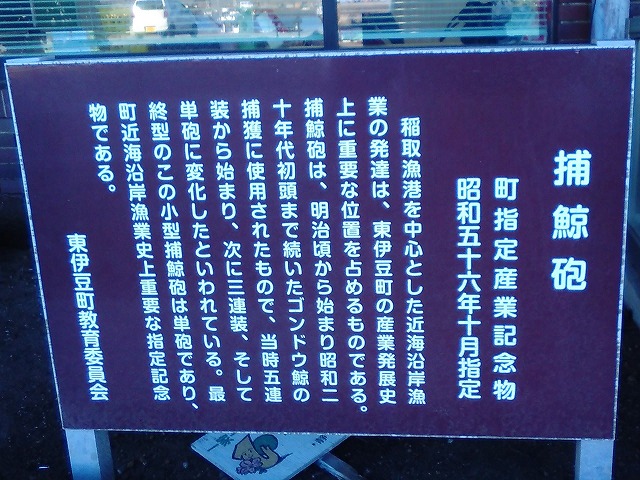 捕鯨砲
町指定産業記念物
昭和五十六年十月指定
稲取漁港を中心とした近海沿岸漁
業の発達は、東伊豆町の産業発展史
上に重要な位置を占めるものである。
捕鯨砲は、明治頃から始まり昭和二
十年代初頭まで続いたゴンドウ鯨の
捕獲に使用されたもので、当時五連
装から始まり、次に三連装、そして
単砲に変化したといわれている。最
終型のこの小型捕鯨砲は単砲であり、
町近海沿岸漁業史上重要な指定記念
物である。
東伊豆町教育委員会